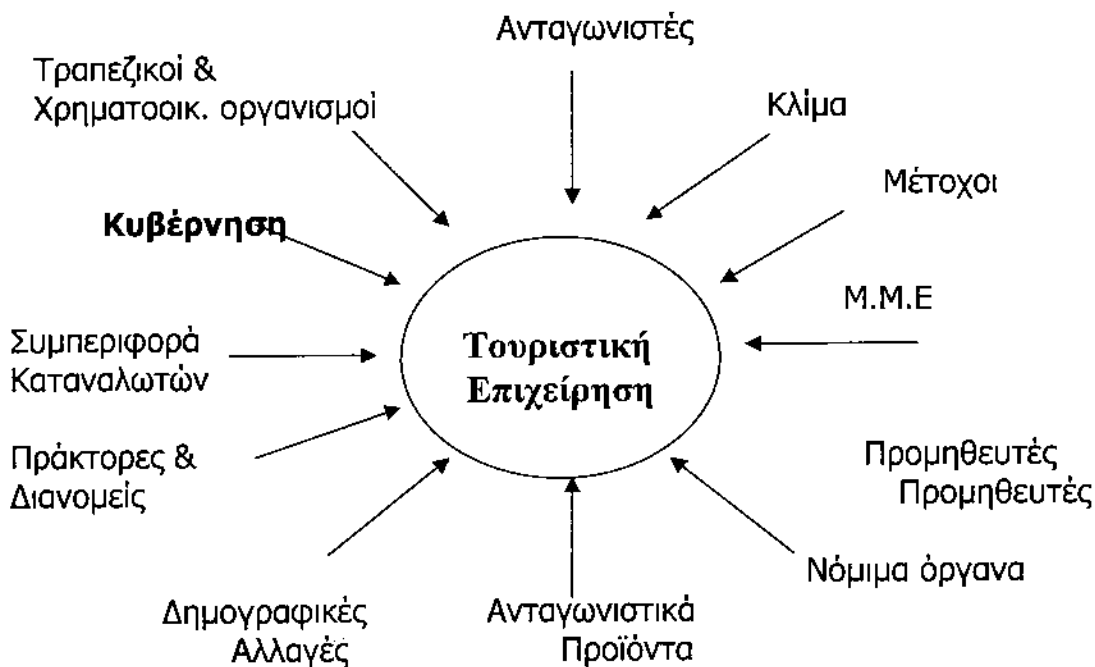 Ανταγωνιστές
Τραπεζικοί &
Χρηματοοικ. οργανισμοί
Κλίμα
Μέτοχοι
Κυβέρνηση
Μ.Μ.Ε
Συμπεριφορά
Καταναλωτών
Τουριστική
Επιχείρηση
Πράκτορες &
Διανομείς
Προμηθευτές
Προμηθευτές
Νόμιμα όργανα
Δημογραφικές
Αλλαγές
Ανταγωνιστικά
Προϊόντα